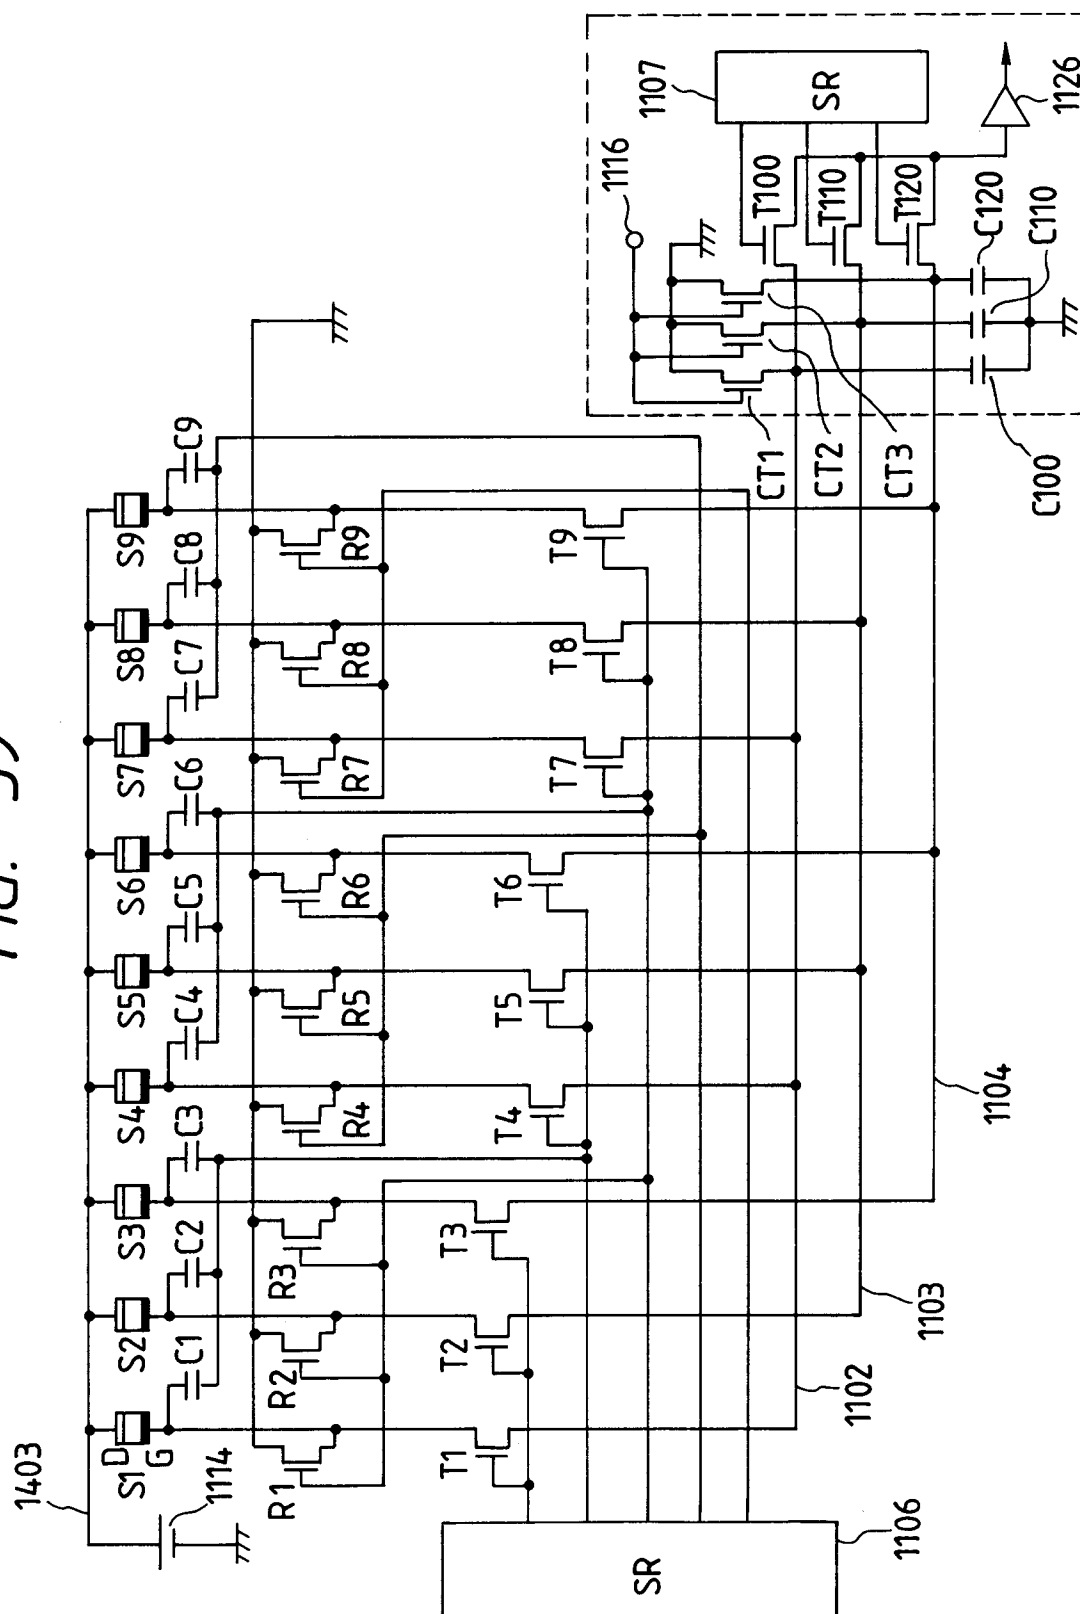 FIG. 39
1403
S1
D
G
S2
S3
S4
S5
S6
S7
S8
S9
1114
C1
C2
C3
C4
C5
C6
C7
C8
C9
R1
R2
R3
R4
R5
R6
R7
R8
R9
T1
T2
T3
T4
T5
T6
T7
T8
T9
SR
1106
1102
1103
1104
1116
1107
SR
T100
T110
T120
CT1
CT2
CT3
C100
C110
C120
1126